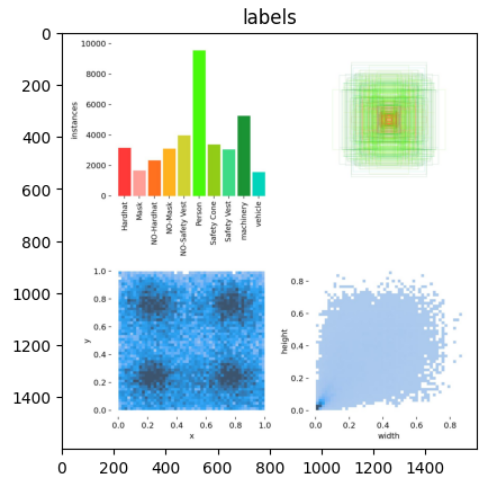 labels
0
200
400
600
800
1000
1200
1400
0 200 400 600 800 1000 1200 1400
instances
10000
8000
6000
4000
2000
0
Hardhat
Mask
NO-Hardhat
NO-Mask
NO-Safety Vest
Person
Safety Cone
Safety Vest
machinery
vehicle
y
1.0
0.8
0.6
0.4
0.2
0.0
0.0 0.2 0.4 0.6 0.8 1.0
x
height
0.8
0.6
0.4
0.2
0.0
0.0 0.2 0.4 0.6 0.8
width